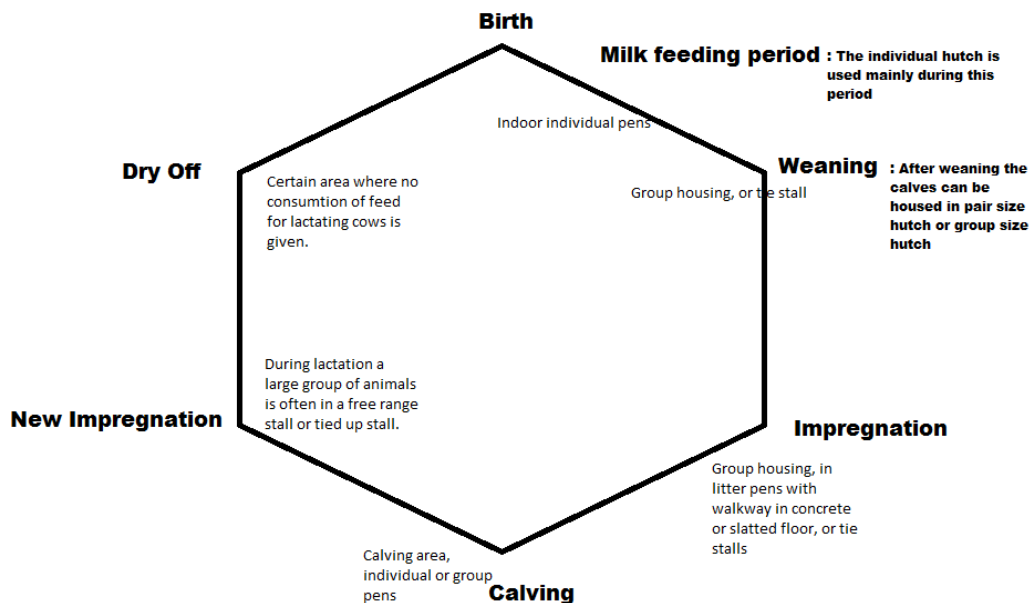 Birth
Milk feeding period : The individual hutch is
used mainly during this
period
Indoor individual pens
Weaning : After weaning the
calves can be
housed in pair size
hutch or group size
hutch
Group housing, or tie stall
Dry Off
Certain area where no
consumtion of feed
for lactating cows is
given.
During lactation a
large group of animals
is often in a free range
stall or tied up stall.
New Impregnation
Impregnation
Group housing, in
litter pens with
walkway in concrete
or slatted floor, or tie
stalls
Calving area,
individual or group
pens
Calving